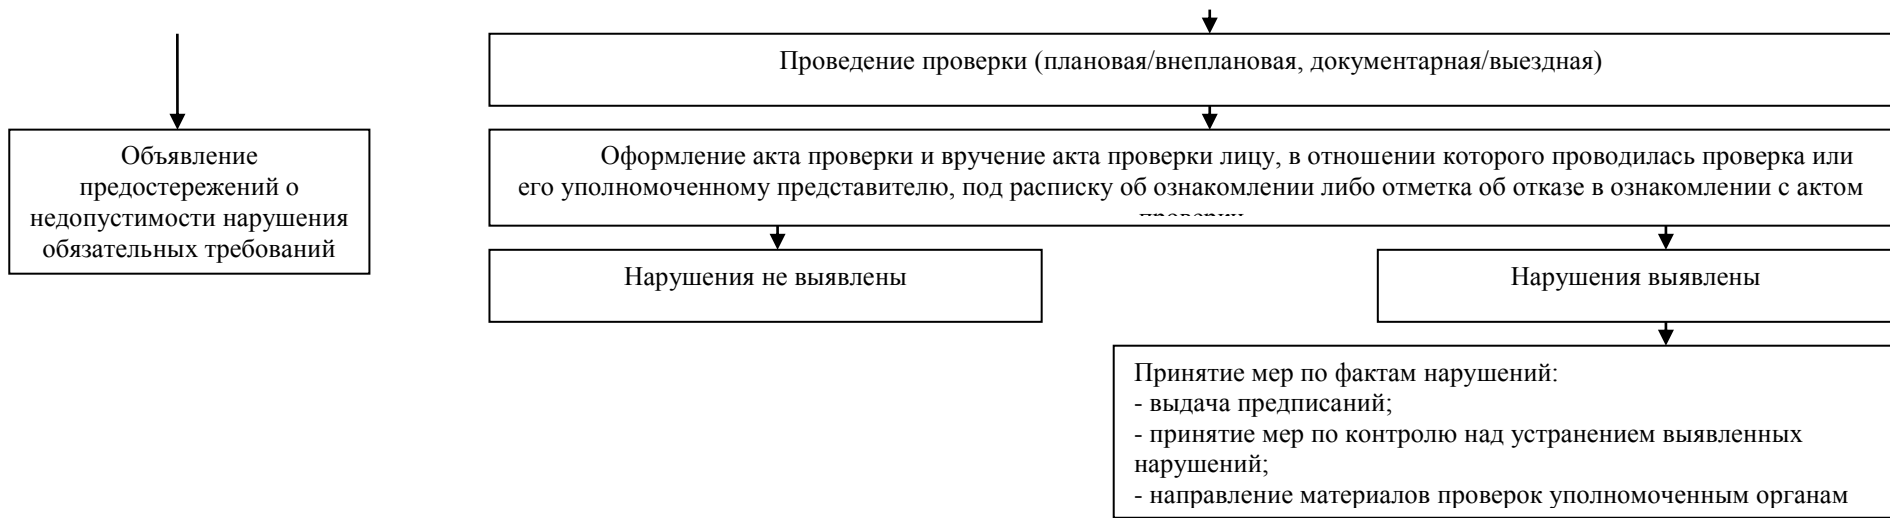 Проведение проверки (плановая/внеплановая, документарная/выездная)
Объявление
предостережений о
недопустимости нарушения
обязательных требований
Оформление акта проверки и вручение акта проверки лицу, в отношении которого проводилась проверка или
его уполномоченному представителю, под расписку об ознакомлении либо отметка об отказе в ознакомлении с актом
Нарушения не выявлены
Нарушения выявлены
Принятие мер по фактам нарушений:
- выдача предписаний;
- принятие мер по контролю над устранением выявленных
нарушений;
- направление материалов проверок уполномоченным органам